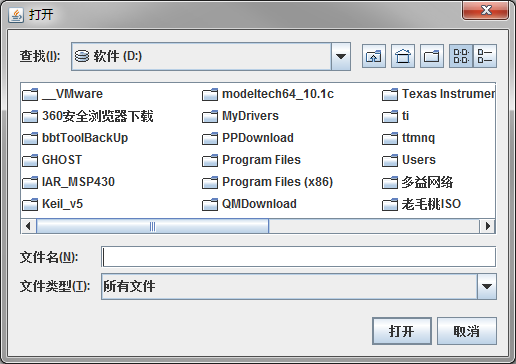 打开
查找(I): 软件 (D:)
__VMware modeltech64_10.1c Texas Instrumen
360安全浏览器下载 MyDrivers ti
bbtToolBackUp PPDownload ttmnq
GHOST Program Files Users
IAR_MSP430 Program Files (x86) 多益网络
Keil_v5 QMDownload 老毛桃ISO
文件名(N):
文件类型(T): 所有文件
打开 取消